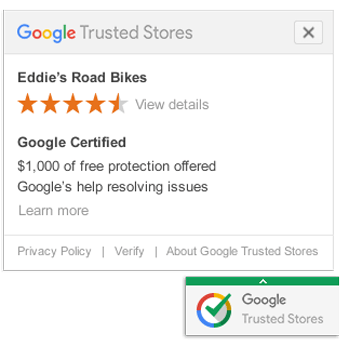 Google Trusted Stores
Eddie's Road Bikes
View details
Google Certified
$1,000 of free protection offered
Google's help resolving issues
Learn more
Privacy Policy | Verify | About Google Trusted Stores
Google
Trusted Stores